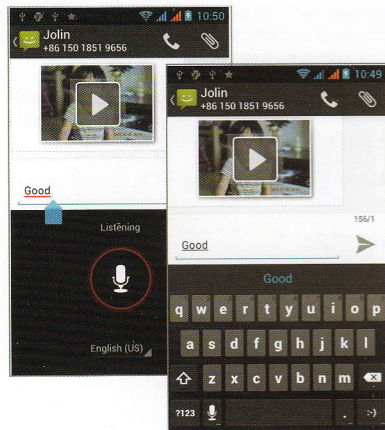 10:50
Jolin
+86 150 1851 9656
Good
Listening
English (US)
10:49
Jolin
+86 150 1851 9656
156/1
Good
Good
q w e r t y u i o p
a s d f g h j k l
z x c v b n m
?123 . :-)